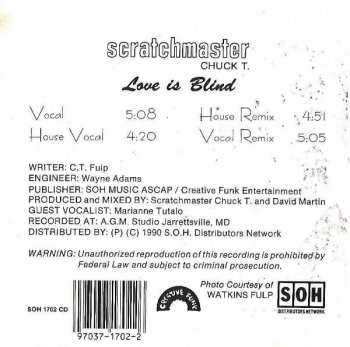 scratchmaster
CHUCK T.
Love is Blind
Vocal 5:08 House Remix 4:51
House Vocal 4:20 Vocal Remix 5:05
WRITER: C.T. Fulp
ENGINEER: Wayne Adams
PUBLISHER: SOH MUSIC ASCAP / Creative Funk Entertainment
PRODUCED and MIXED BY: Scratchmaster Chuck T. and David Martin
GUEST VOCALIST: Marianne Tutalo
RECORDED AT: A.G.M. Studio Jarrettsville, MD
DISTRIBUTED BY: (P) (C) 1990 S.O.H. Distributors Network
WARNING: Unauthorized reproduction of this recording is prohibited by
Federal Law and subject to criminal prosecution.
Photo Courtesy of
WATKINS FULP
SOH 1702 CD
97037-1702-2
CREATIVE FUNK
SOH
DISTRIBUTORS NETWORK